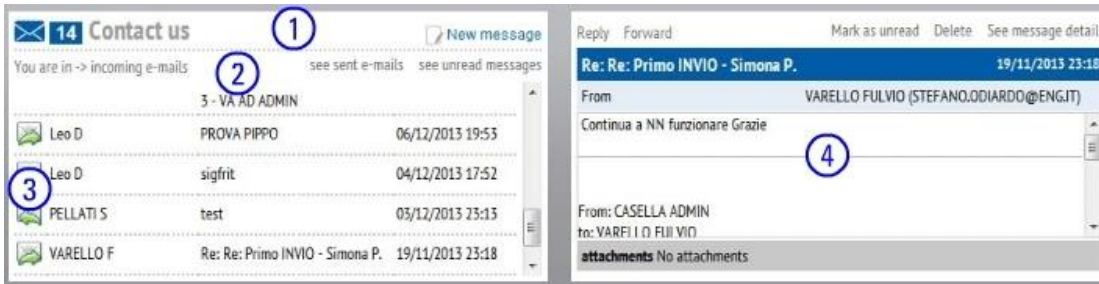 14 Contact us
1
New message
You are in -> incoming e-mails
2
see sent e-mails see unread messages
3 - VA AD ADMIN
Leo D PROVA PIPPO 06/12/2013 19:53
Leo D sigfrit 04/12/2013 17:52
3
PELLATI S test 03/12/2013 23:13
VARELLO F Re: Re: Primo INVIO - Simona P. 19/11/2013 23:18
Reply Forward Mark as unread Delete See message detail
Re: Re: Primo INVIO - Simona P. 19/11/2013 23:18
From VARELLO FULVIO (STEFANO.ODIARDO@ENG.IT)
Continua a NN funzionare Grazie
4
From: CASELLA ADMIN
to: VARELLO FULVIO
attachments No attachments